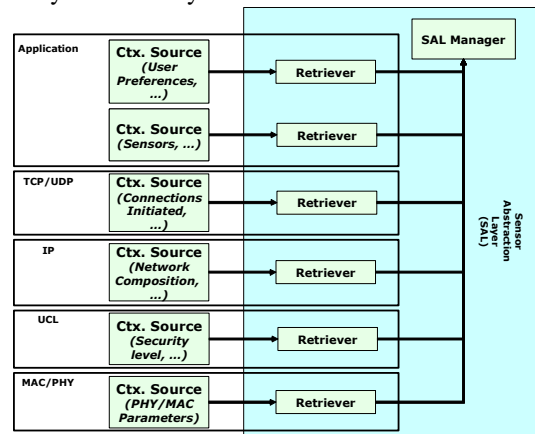 Application
Ctx. Source
(User
Preferences,
...)
Retriever
SAL Manager
Ctx. Source
(Sensors, ...)
Retriever
TCP/UDP
Ctx. Source
(Connections
Initiated,
...)
Retriever
IP
Ctx. Source
(Network
Composition,
...)
Retriever
UCL
Ctx. Source
(Security
level, ...)
Retriever
MAC/PHY
Ctx. Source
(PHY/MAC
Parameters)
Retriever
Sensor
Abstraction
Layer
(SAL)